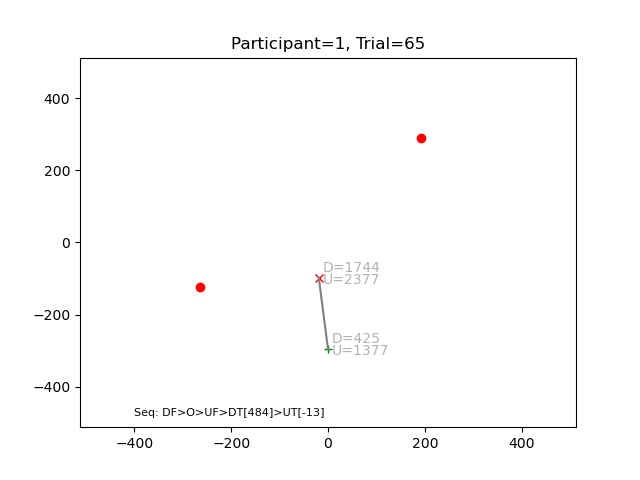 Participant=1, Trial=65
400
200
0
−200
−400
D=1744
U=2377
D=425
U=1377
Seq: DF>O>UF>DT[484]>UT[-13]
−400
−200
0
200
400